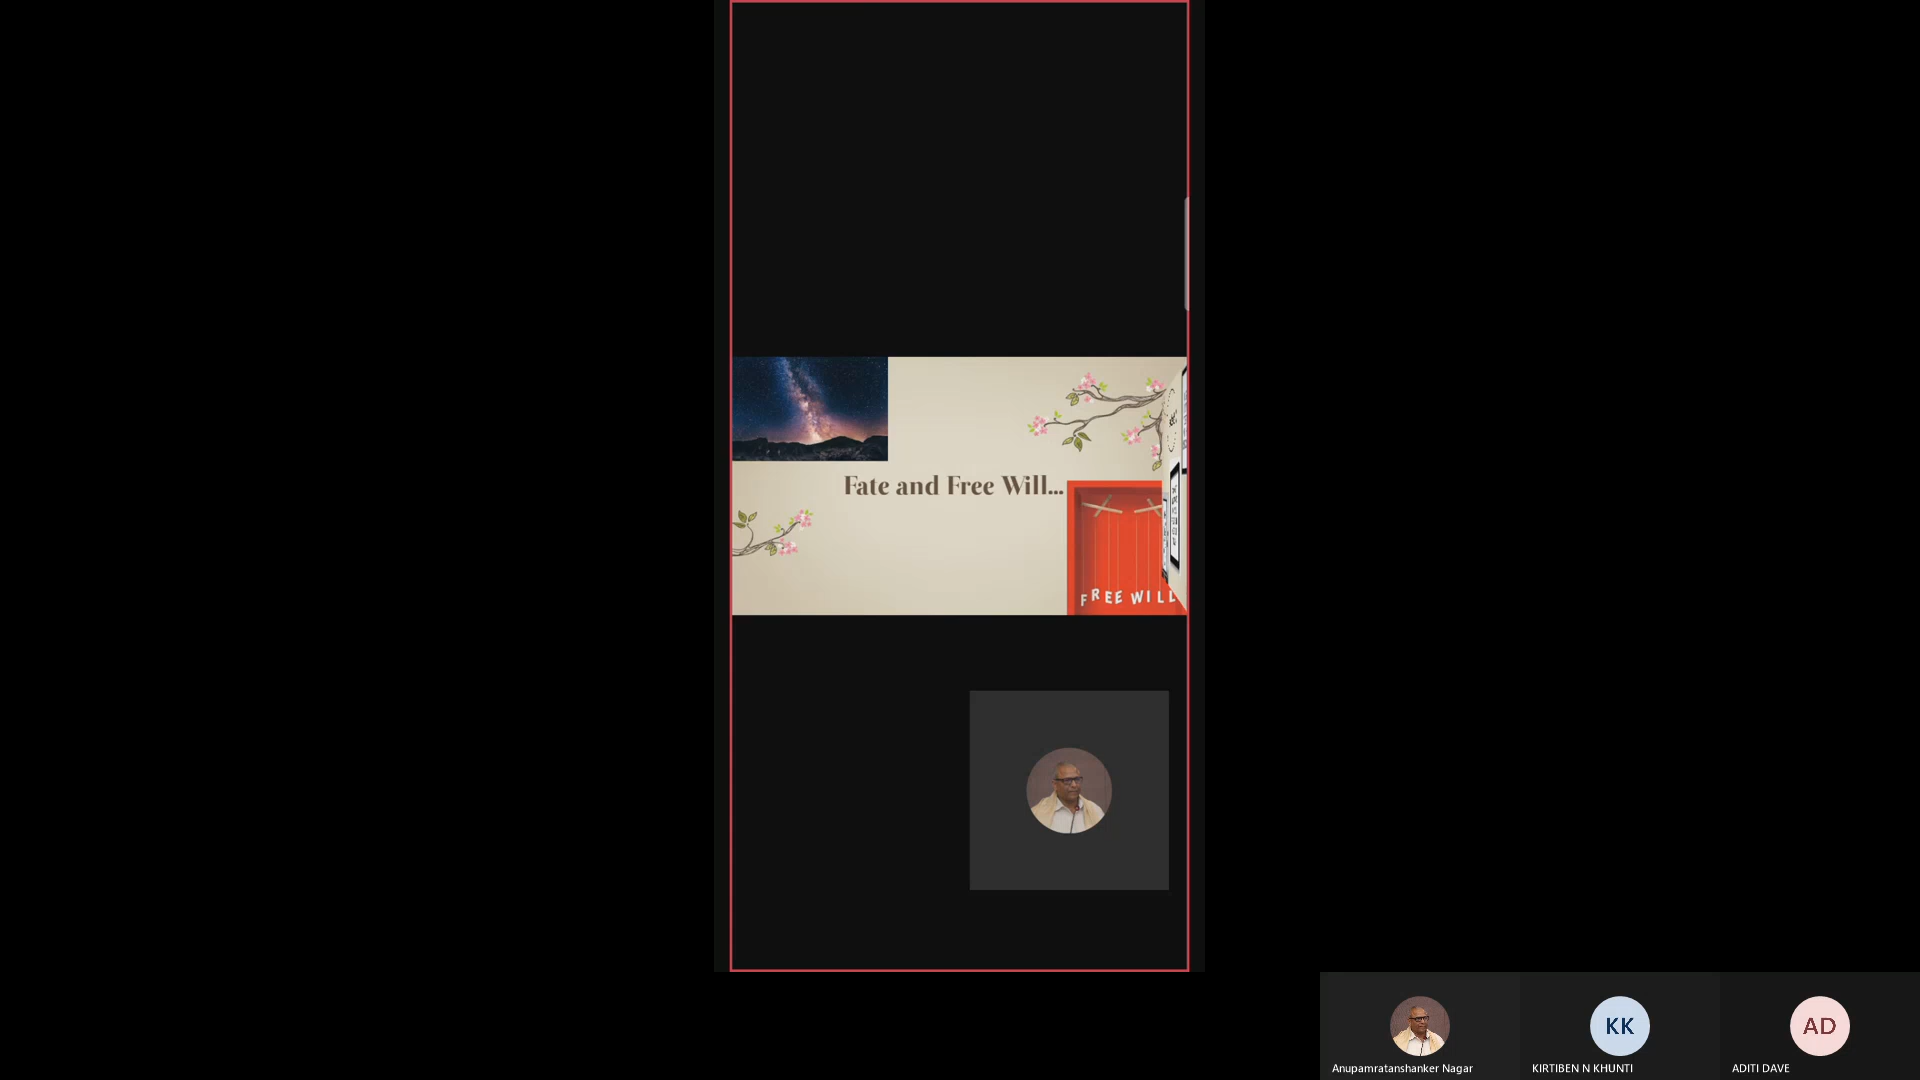 Fate and Free Will...
FREE WILL
Anupamratanshanker Nagar
KK
KIRTIBEN N KHUNTI
AD
ADITI DAVE